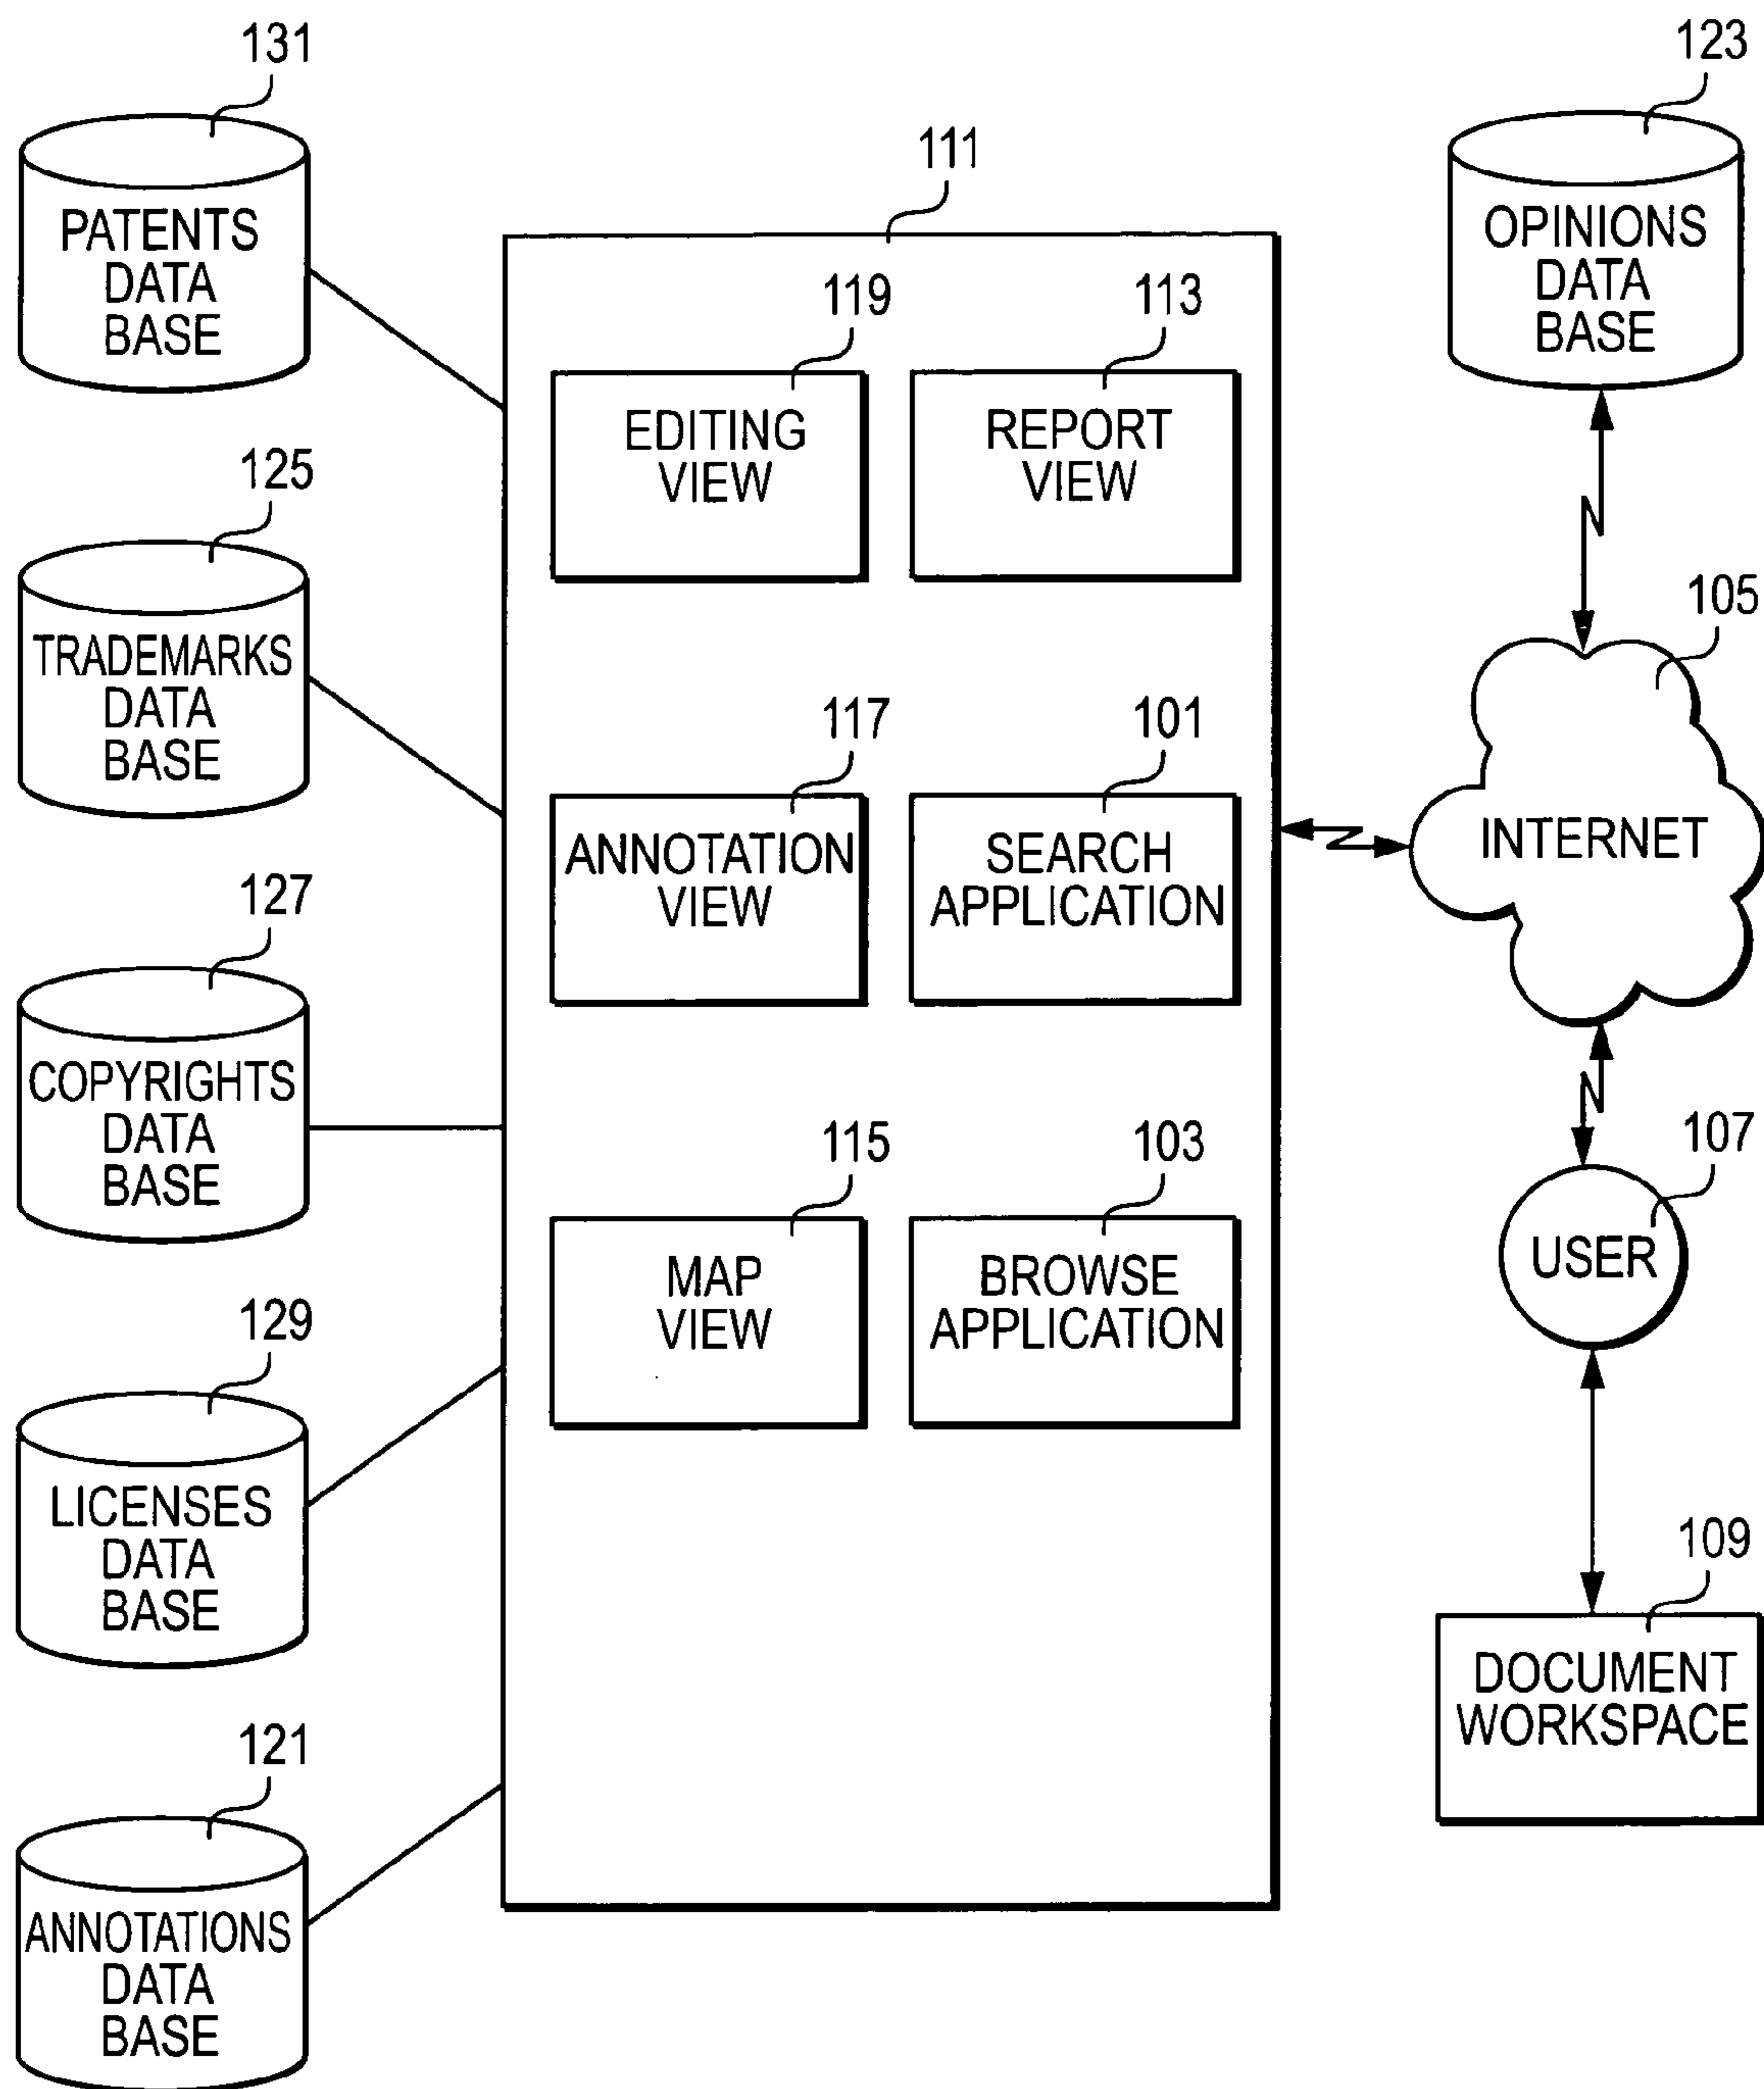 131
PATENTS
DATA
BASE
125
TRADEMARKS
DATA
BASE
127
COPYRIGHTS
DATA
BASE
129
LICENSES
DATA
BASE
121
ANNOTATIONS
DATA
BASE
111
119
EDITING
VIEW
113
REPORT
VIEW
117
ANNOTATION
VIEW
101
SEARCH
APPLICATION
115
MAP
VIEW
103
BROWSE
APPLICATION
123
OPINIONS
DATA
BASE
105
INTERNET
107
USER
109
DOCUMENT
WORKSPACE